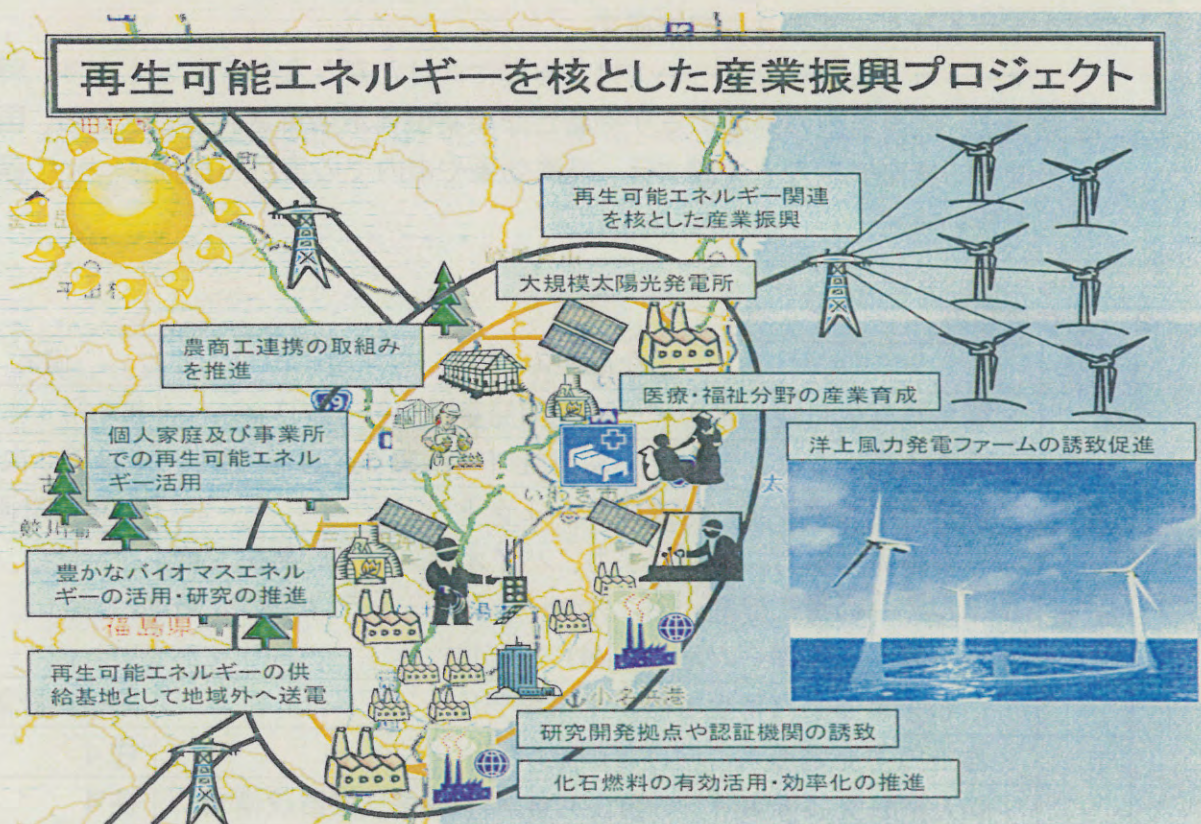 再生可能エネルギーを核とした産業振興プロジェクト
再生可能エネルギー関連
を核とした産業振興
大規模太陽光発電所
農商工連携の取組み
を推進
医療・福祉分野の産業育成
個人家庭及び事業所
での再生可能エネル
ギー活用
洋上風力発電ファームの誘致促進
いわき市
太
豊かなバイオマスエネル
ギーの活用・研究の推進
福島県
再生可能エネルギーの供
給基地として地域外へ送電
小名浜港
研究開発拠点や認証機関の誘致
化石燃料の有効活用・効率化の推進